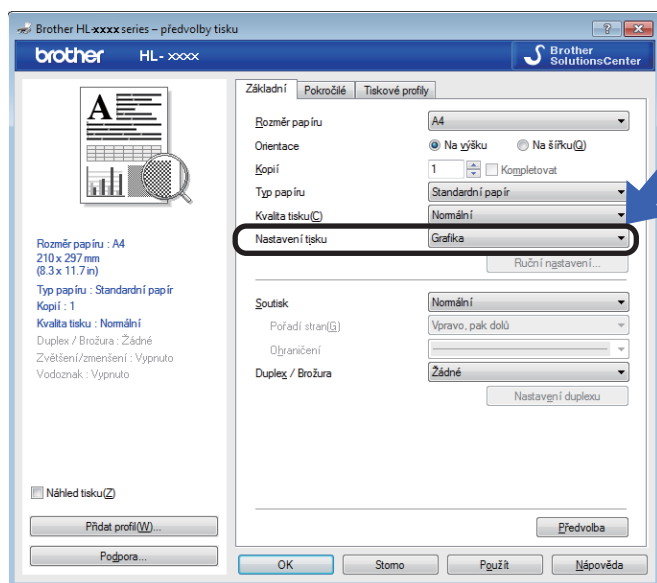 Brother HL-xxxx series – předvolby tisku
brother HL- xxxx
Brother SolutionsCenter
Základní Pokročilé Tiskové profily
A
Rozměr papíru A4
Orientace Na výšku Na šířku(Q)
Kopií 1 Kompletovat
Typ papíru Standardní papír
Kvalita tisku(C) Normální
Nastavení tisku Grafika
Ruční nastavení...
Soutisk Normální
Pořadí stran(G) Vpravo, pak dolů
Ohraničení
Duplex / Brožura Žádné
Nastavení duplexu
Rozměr papíru : A4
210 x 297 mm
(8.3 x 11.7 in)
Typ papíru : Standardní papír
Kopií : 1
Kvalita tisku : Normální
Duplex / Brožura : Žádné
Zvětšení/zmenšení : Vypnuto
Vodoznak : Vypnuto
Náhled tisku(Z)
Přidat profil(W)...
Podpora...
Předvolba
OK Storno Použít Nápověda